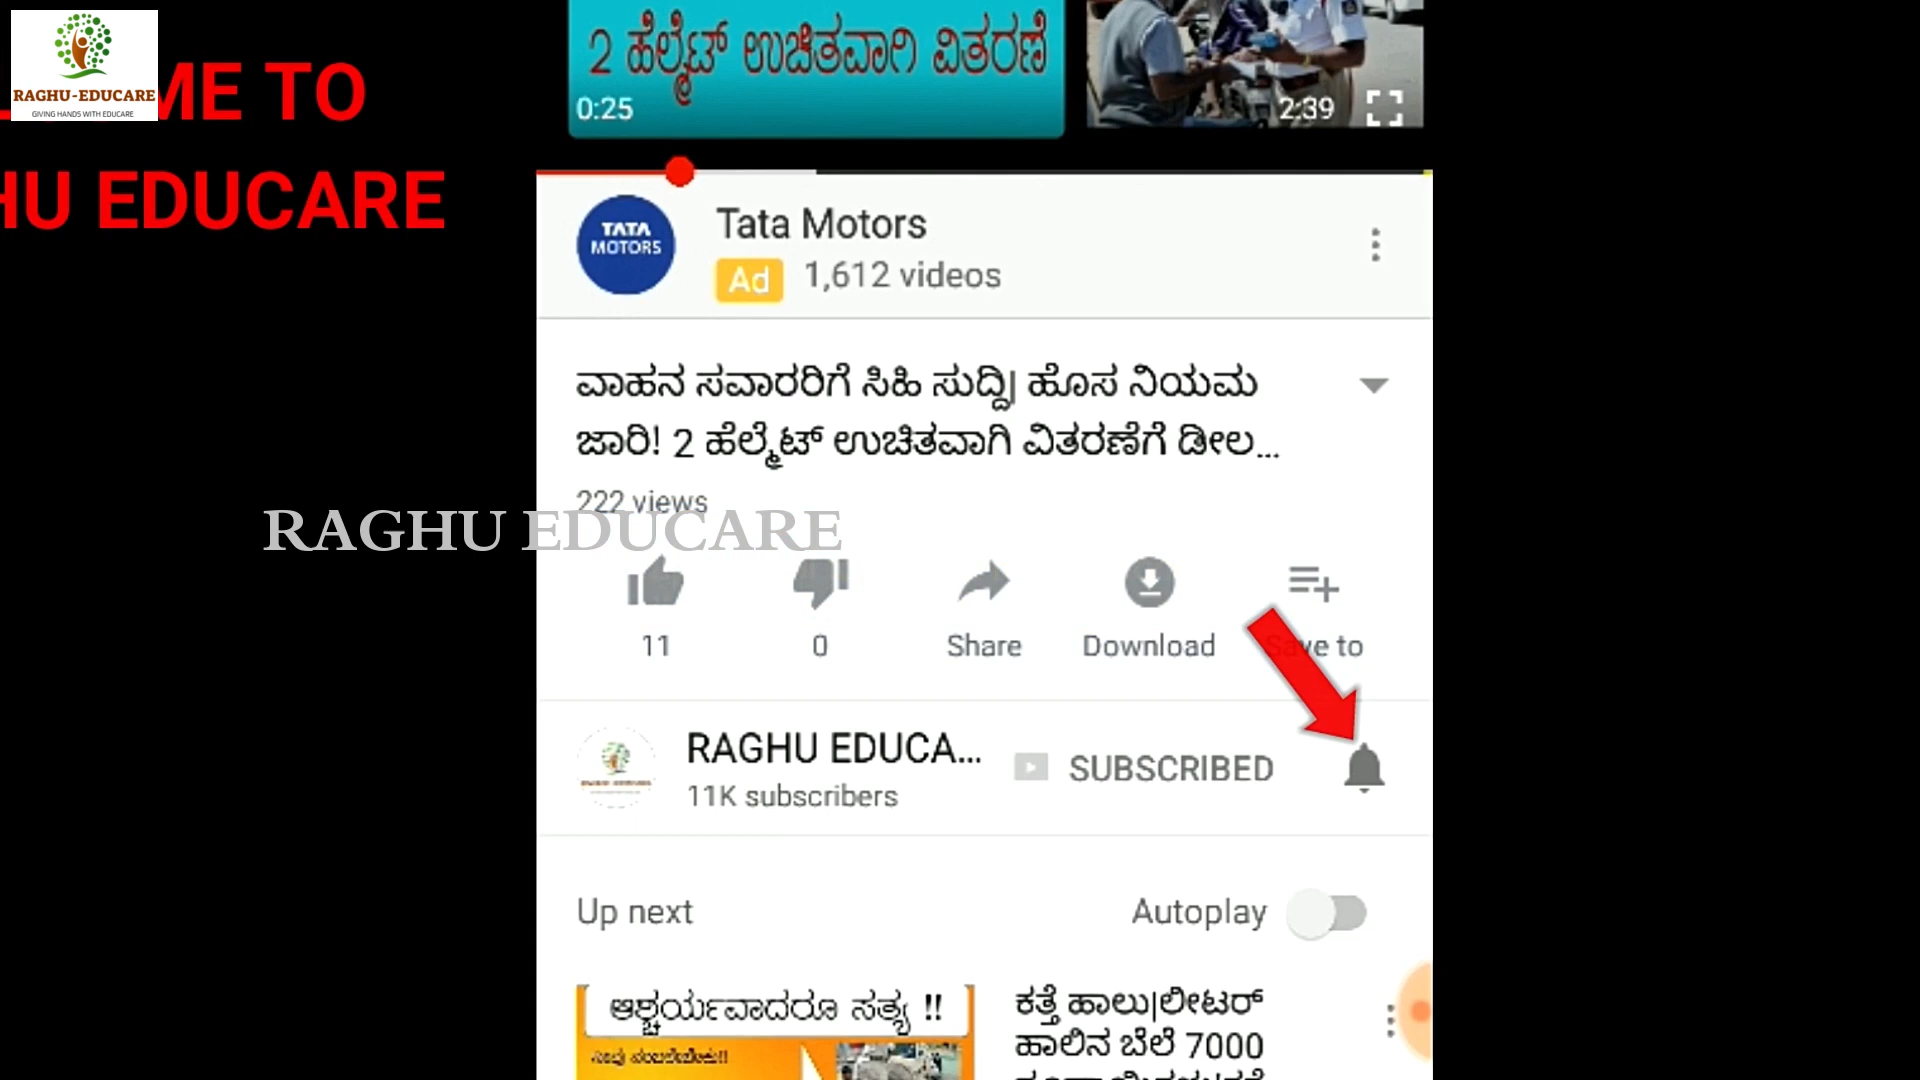 RAGHU-EDUCARE
GIVING HANDS WITH EDUCARE
ME TO
HU EDUCARE
2 ಹೆಲ್ಮೆಟ್ ಉಚಿತವಾಗಿ ವಿತರಣೆ
0:25
2:39
TATA
MOTORS
Tata Motors
Ad 1,612 videos
ವಾಹನ ಸವಾರರಿಗೆ ಸಿಹಿ ಸುದ್ದಿ| ಹೊಸ ನಿಯಮ
ಜಾರಿ! 2 ಹೆಲ್ಮೆಟ್ ಉಚಿತವಾಗಿ ವಿತರಣೆಗೆ ಡೀಲ...
222 views
RAGHU EDUCARE
11 0 Share Download Save to
RAGHU EDUCA... SUBSCRIBED
11K subscribers
Up next Autoplay
ಆಶ್ಚರ್ಯವಾದರೂ ಸತ್ಯ !!
ನೀವು ನಂಬಲೇಬೇಕು!!
ಕತ್ತೆ ಹಾಲು|ಲೀಟರ್
ಹಾಲಿನ ಬೆಲೆ 7000